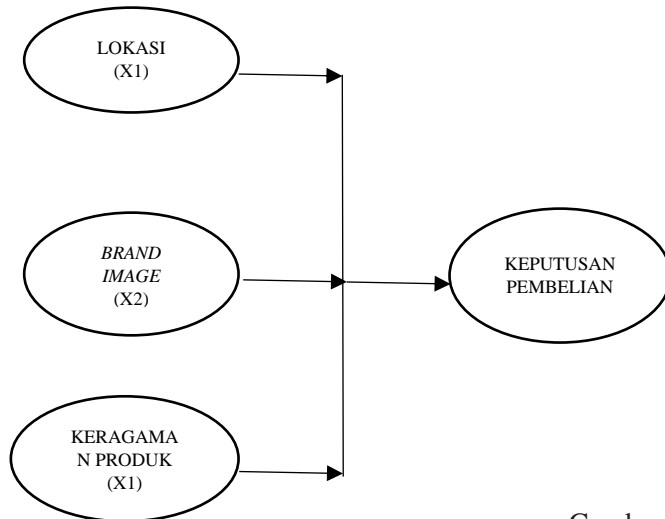 LOKASI
(X1)
BRAND
IMAGE
(X2)
KEPUTUSAN
PEMBELIAN
KERAGAMA
N PRODUK
(X1)